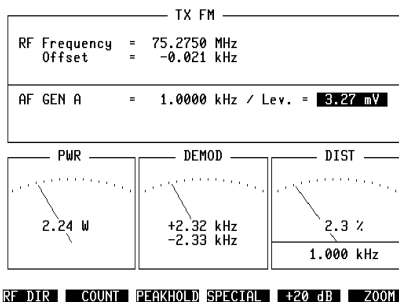 TX FM
RF Frequency = 75.2750 MHz
Offset = -0.021 kHz
AF GEN A = 1.0000 kHz / Lev. = 3.27 mV
PWR DEMOD DIST
2.24 W +2.32 kHz 2.3 %
-2.33 kHz
1.000 kHz
RF DIR COUNT PEAKHOLD SPECIAL +20 dB ZOOM